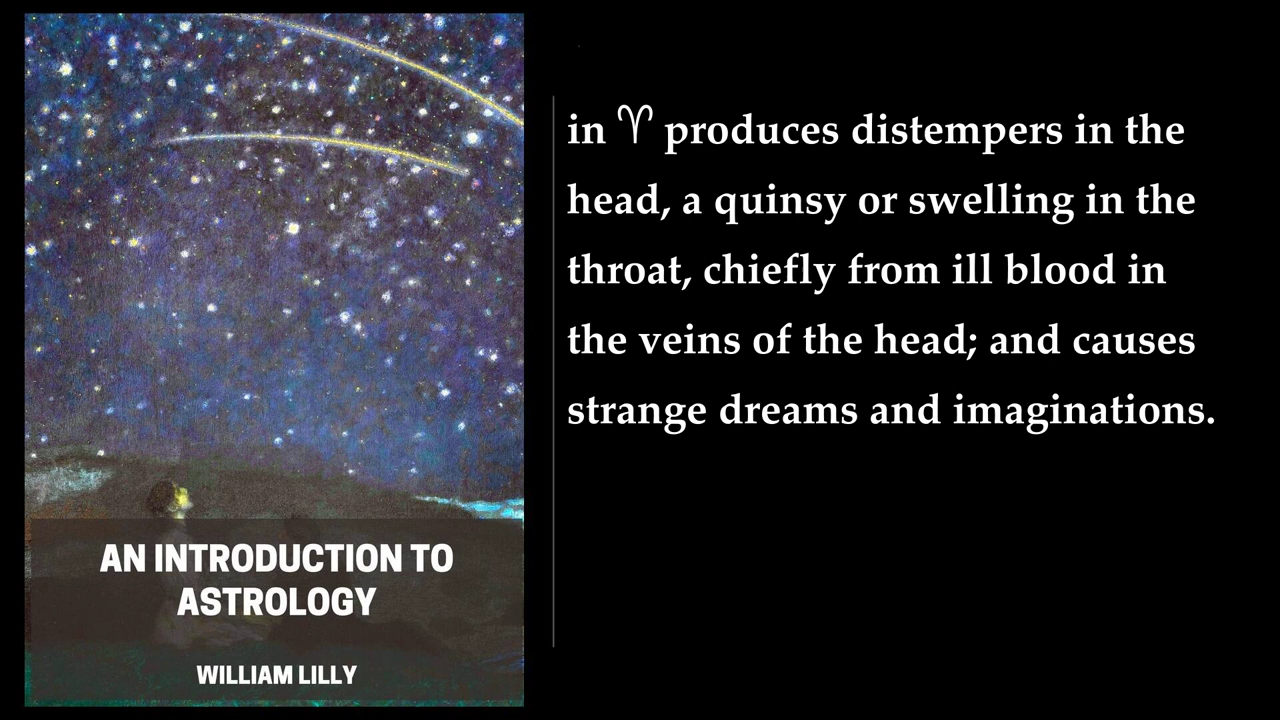 in ♈ produces distempers in the
head, a quinsy or swelling in the
throat, chiefly from ill blood in
the veins of the head; and causes
strange dreams and imaginations.
AN INTRODUCTION TO
ASTROLOGY
WILLIAM LILLY